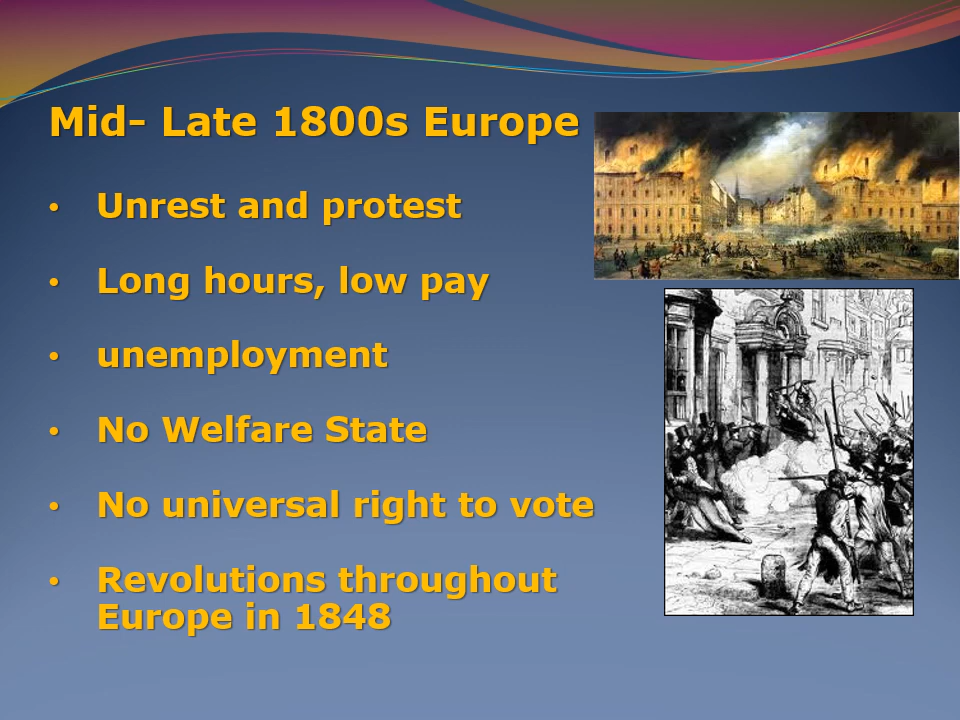 Mid- Late 1800s Europe
• Unrest and protest
• Long hours, low pay
• unemployment
• No Welfare State
• No universal right to vote
• Revolutions throughout
Europe in 1848